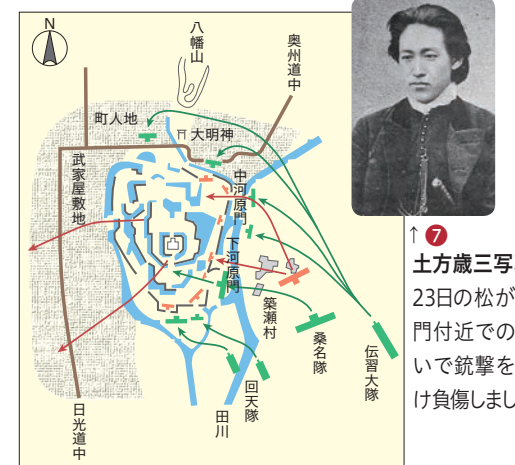 N
八幡山
奥州道中
町人地
大明神
武家屋敷地
中河原門
下河原門
簗瀬村
桑名隊
伝習大隊
回天隊
田川
日光道中
↑ 7
土方歳三写
23日の松が
門付近での
いで銃撃を
け負傷しまし